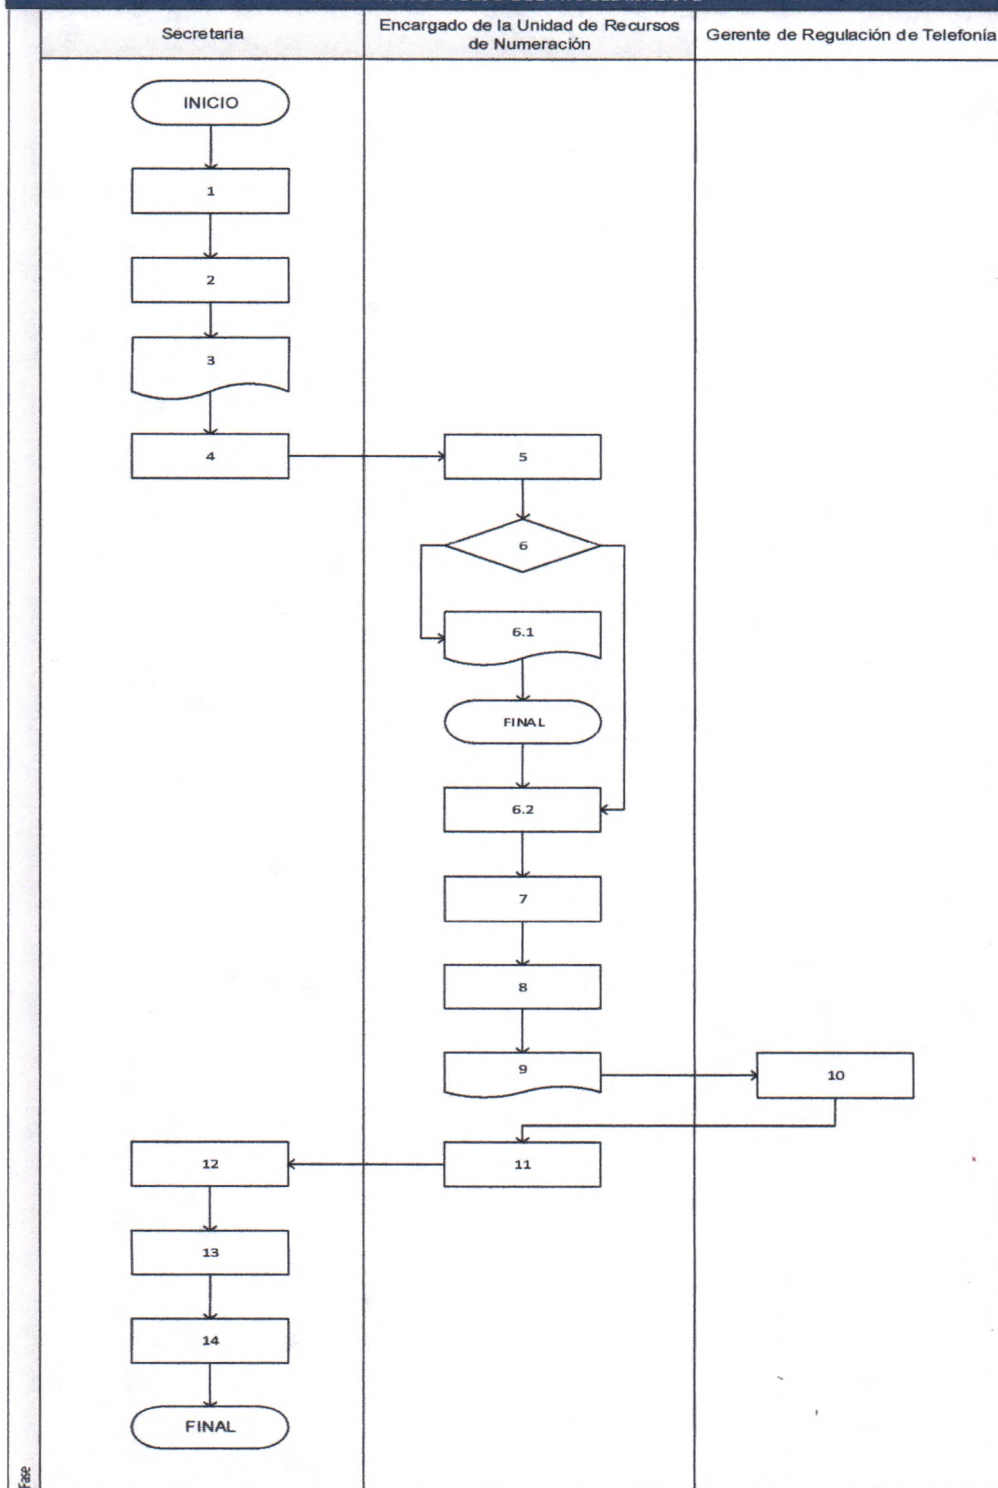 Secretaria
Encargado de la Unidad de Recursos
de Numeración
Gerente de Regulación de Telefonía
INICIO
1
2
3
4
5
6
6.1
FINAL
6.2
7
8
9
10
11
12
13
14
FINAL
Fase